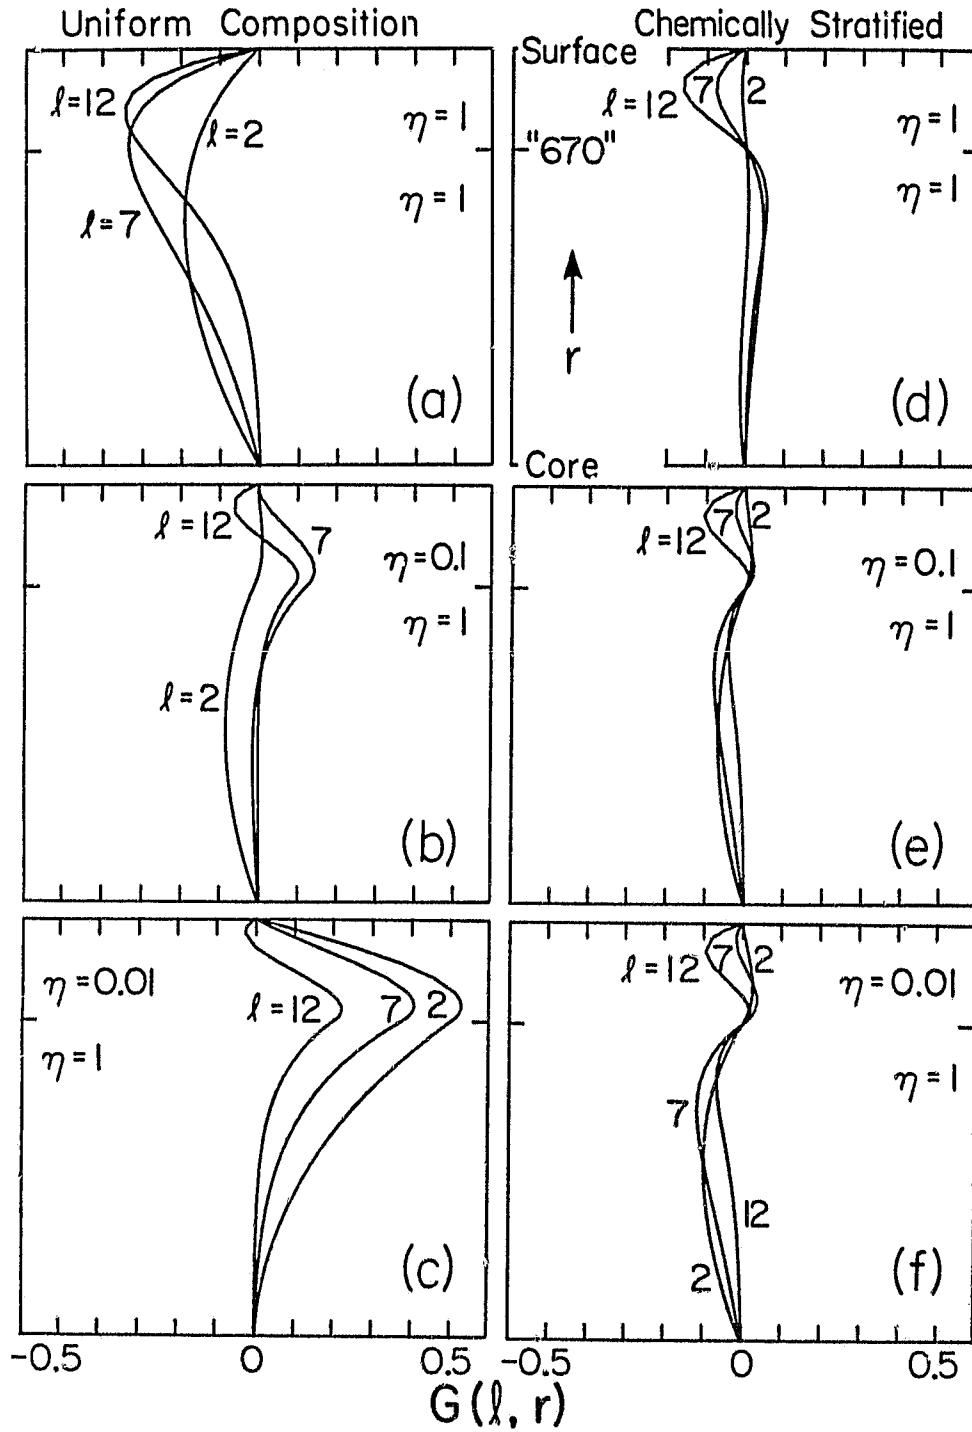 Uniform Composition
Chemically Stratified
ℓ=12
ℓ=2
η=1
η=1
ℓ=7
(a)
Surface
"670"
r
Core
ℓ=12
7
2
η=1
η=1
(d)
ℓ=12
7
η=0.1
η=1
ℓ=2
(b)
ℓ=12
7
2
η=0.1
η=1
(e)
η=0.01
ℓ=12
7
2
η=1
(c)
ℓ=12
7
2
η=0.01
η=1
7
12
2
(f)
-0.5
0
0.5
-0.5
0
0.5
G(ℓ, r)